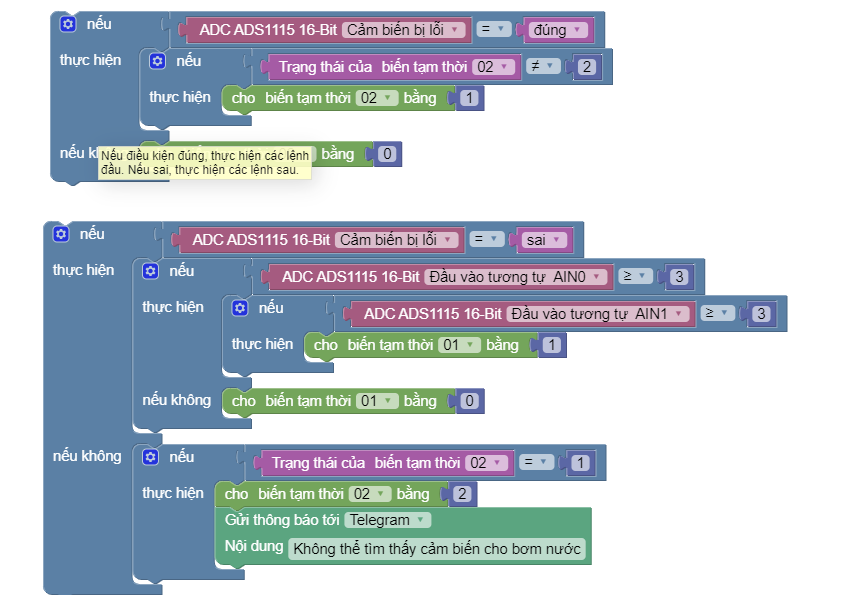 nếu ADC ADS1115 16-Bit Cảm biến bị lỗi = đúng
thực hiện nếu Trạng thái của biến tạm thời 02 ≠ 2
thực hiện cho biến tạm thời 02 bằng 1
nếu bằng 0
Nếu điều kiện đúng, thực hiện các lệnh
đầu. Nếu sai, thực hiện các lệnh sau.
nếu ADC ADS1115 16-Bit Cảm biến bị lỗi = sai
thực hiện nếu ADC ADS1115 16-Bit Đầu vào tương tự AIN0 ≥ 3
thực hiện nếu ADC ADS1115 16-Bit Đầu vào tương tự AIN1 ≥ 3
thực hiện cho biến tạm thời 01 bằng 1
nếu không cho biến tạm thời 01 bằng 0
nếu không nếu Trạng thái của biến tạm thời 02 = 1
thực hiện cho biến tạm thời 02 bằng 2
Gửi thông báo tới Telegram
Nội dung Không thể tìm thấy cảm biến cho bơm nước